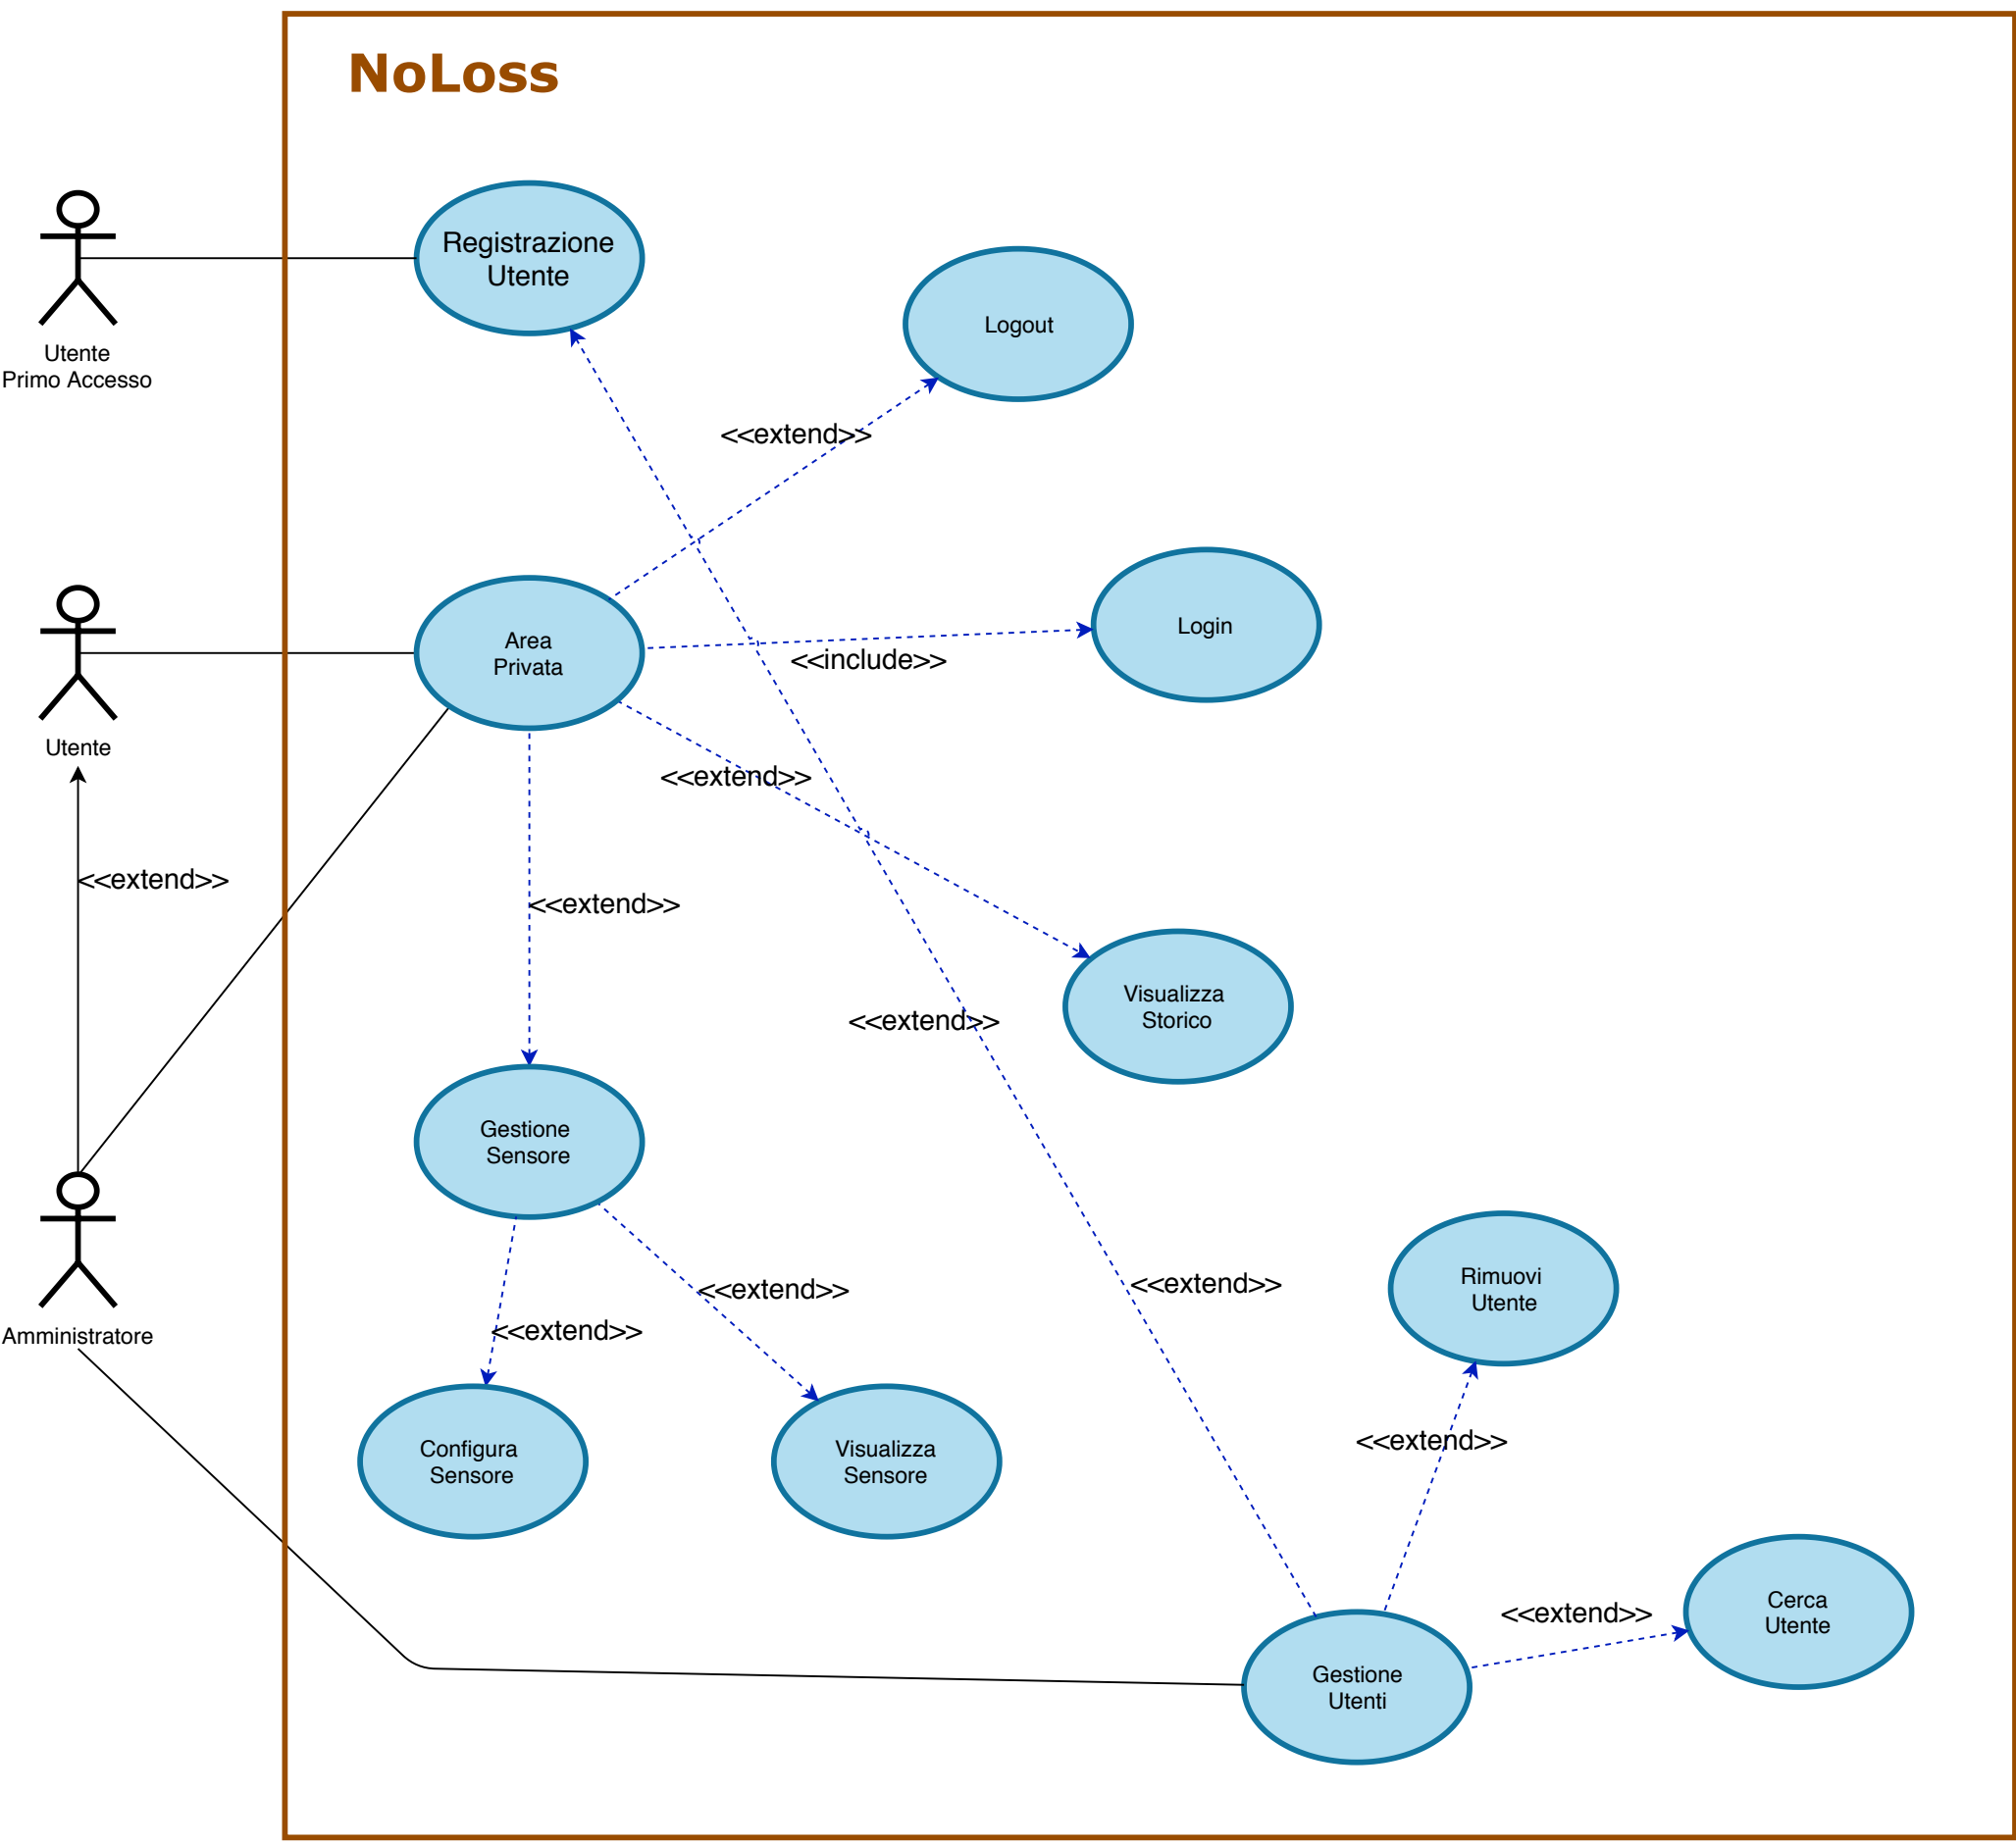 NoLoss
Registrazione
Utente
Logout
Utente
Primo Accesso
<<extend>>
Area
Privata
Login
<<include>>
Utente
<<extend>>
<<extend>>
<<extend>>
Visualizza
Storico
<<extend>>
Gestione
Sensore
Amministratore
<<extend>>
<<extend>>
<<extend>>
Rimuovi
Utente
Configura
Sensore
Visualizza
Sensore
<<extend>>
<<extend>>
Cerca
Utente
Gestione
Utenti